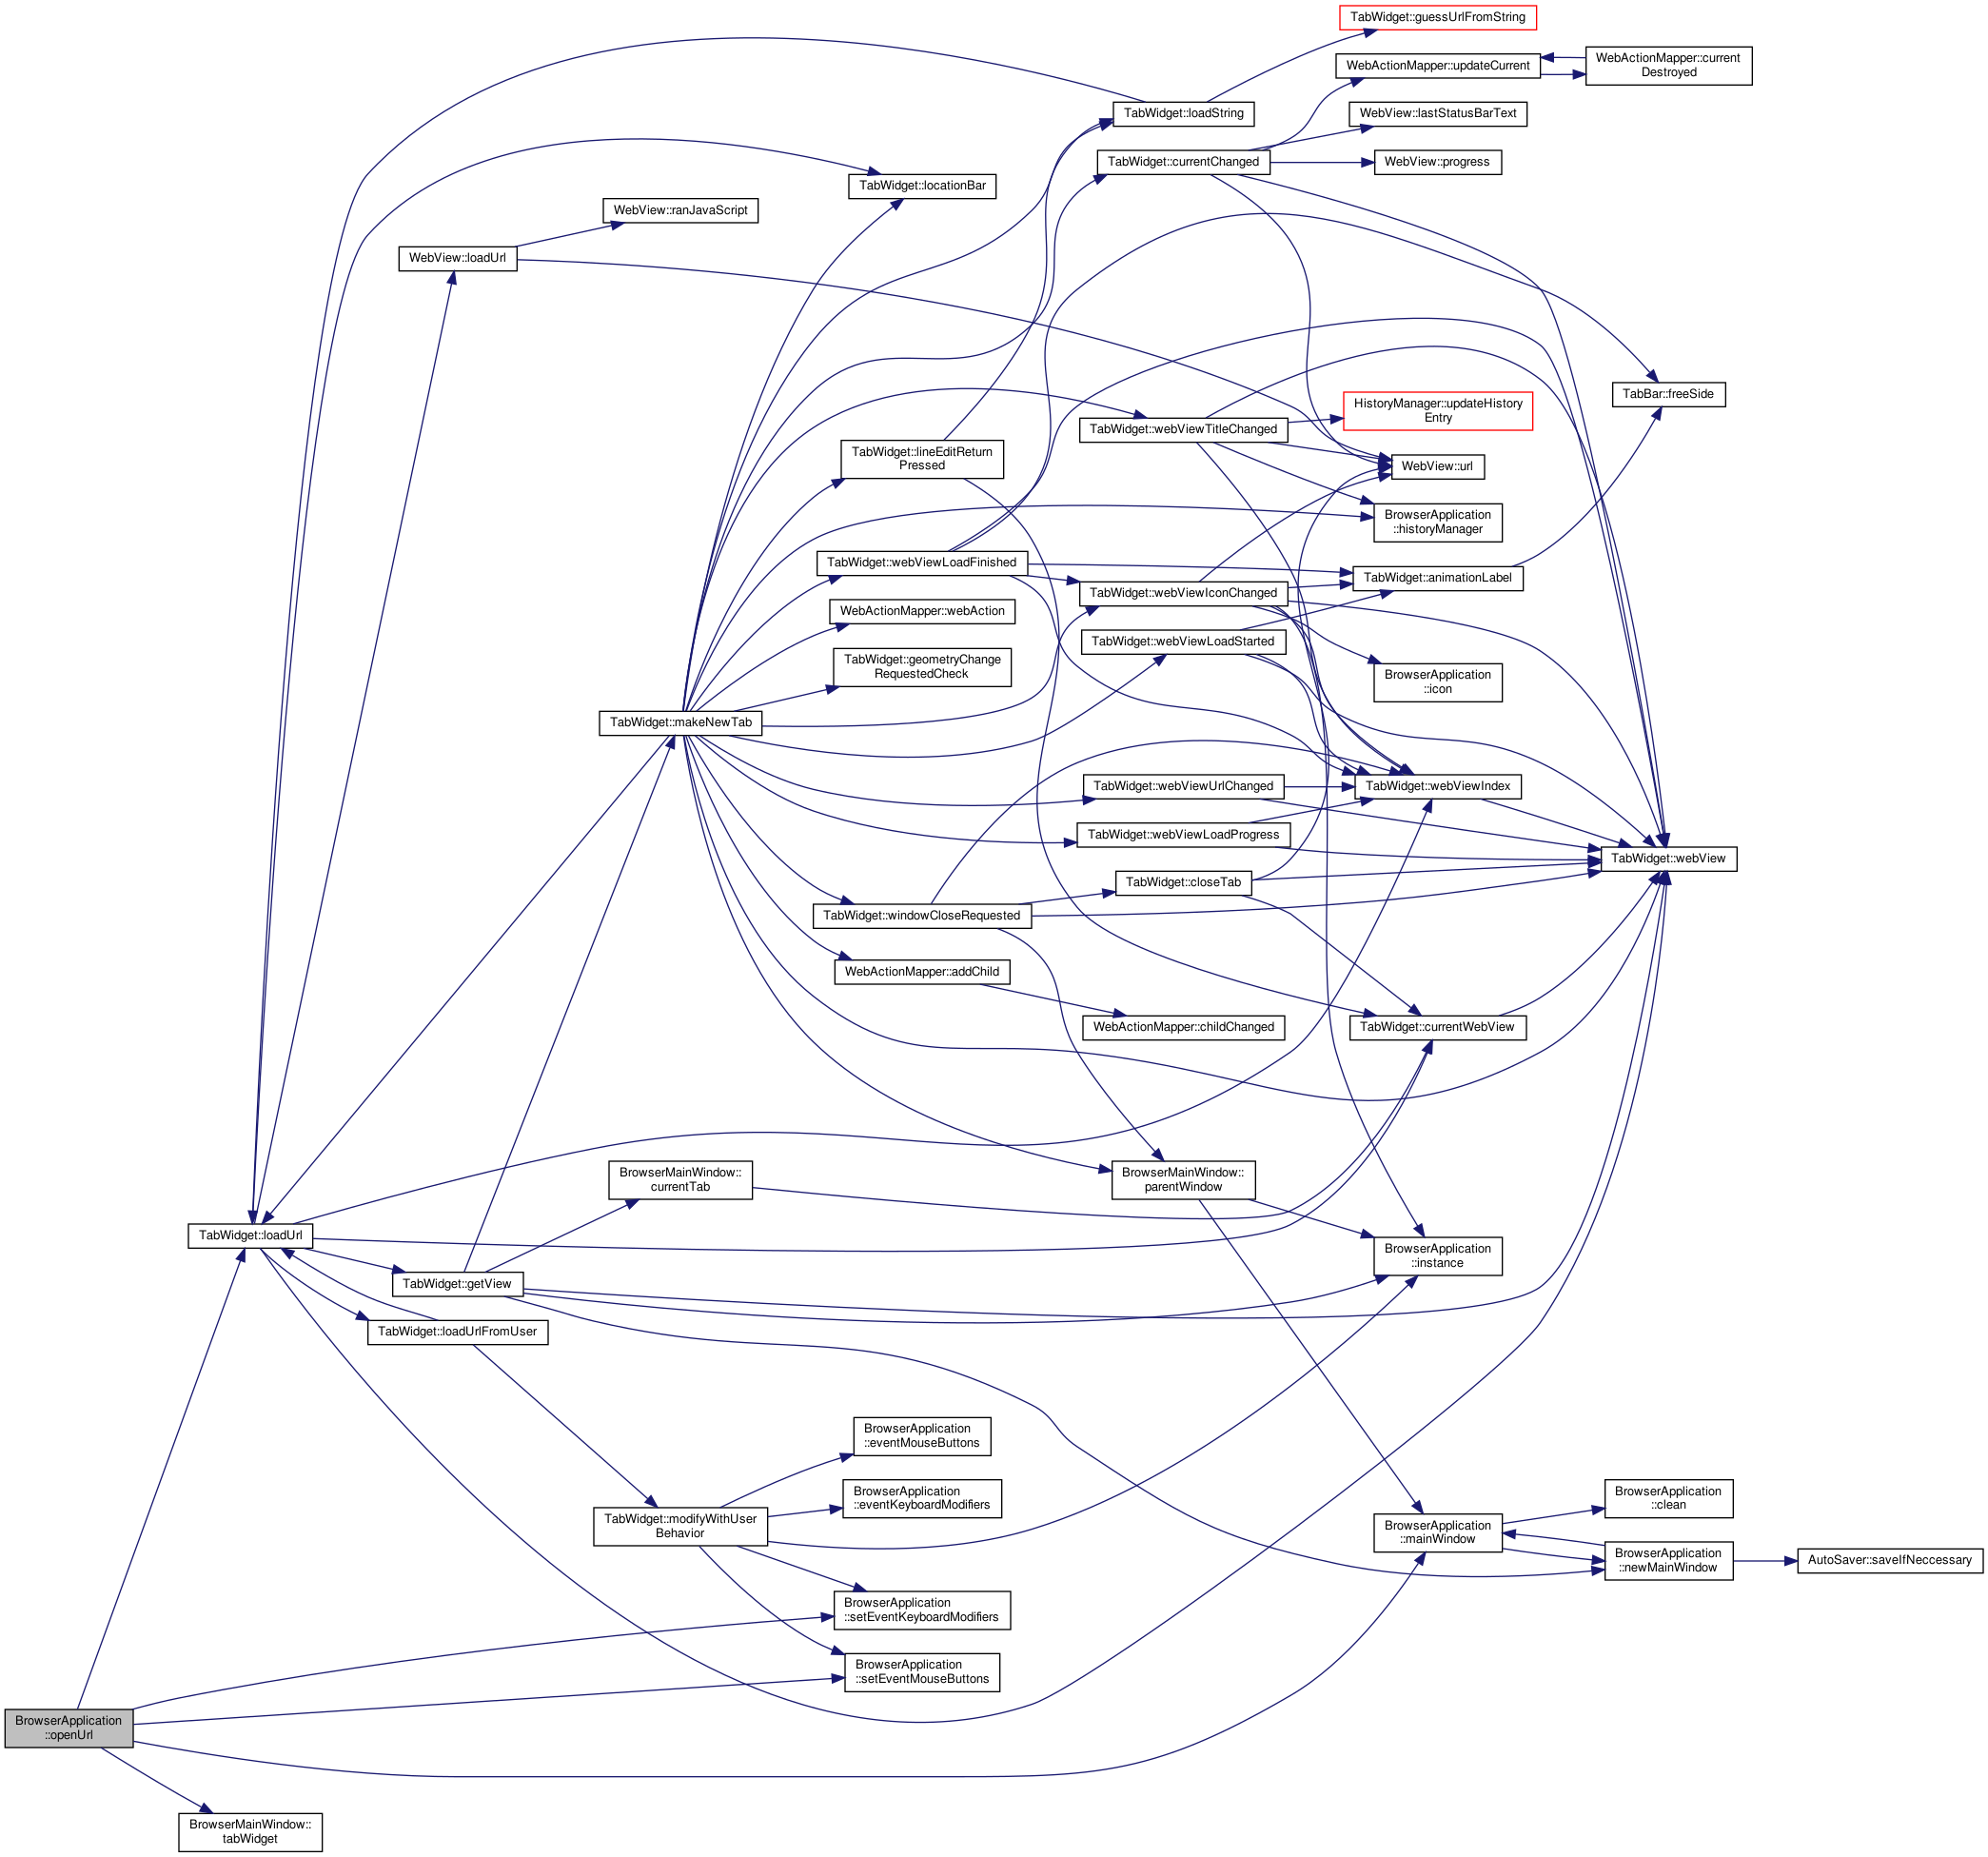 TabWidget::guessUrlFromString
WebActionMapper::updateCurrent
WebActionMapper::current
Destroyed
TabWidget::loadString
WebView::lastStatusBarText
TabWidget::currentChanged
WebView::progress
TabWidget::locationBar
WebView::ranJavaScript
WebView::loadUrl
TabBar::freeSide
HistoryManager::updateHistory
Entry
TabWidget::webViewTitleChanged
TabWidget::lineEditReturn
Pressed
WebView::url
BrowserApplication
::historyManager
TabWidget::webViewLoadFinished
TabWidget::animationLabel
TabWidget::webViewIconChanged
WebActionMapper::webAction
TabWidget::webViewLoadStarted
TabWidget::geometryChange
RequestedCheck
BrowserApplication
::icon
TabWidget::makeNewTab
TabWidget::webViewUrlChanged
TabWidget::webViewIndex
TabWidget::webViewLoadProgress
TabWidget::webView
TabWidget::closeTab
TabWidget::windowCloseRequested
WebActionMapper::addChild
WebActionMapper::childChanged
TabWidget::currentWebView
BrowserMainWindow::
currentTab
BrowserMainWindow::
parentWindow
TabWidget::loadUrl
BrowserApplication
::instance
TabWidget::getView
TabWidget::loadUrlFromUser
BrowserApplication
::eventMouseButtons
BrowserApplication
::eventKeyboardModifiers
BrowserApplication
::clean
TabWidget::modifyWithUser
Behavior
BrowserApplication
::mainWindow
BrowserApplication
::newMainWindow
AutoSaver::saveIfNeccessary
BrowserApplication
::setEventKeyboardModifiers
BrowserApplication
::setEventMouseButtons
BrowserApplication
::openUrl
BrowserMainWindow::
tabWidget